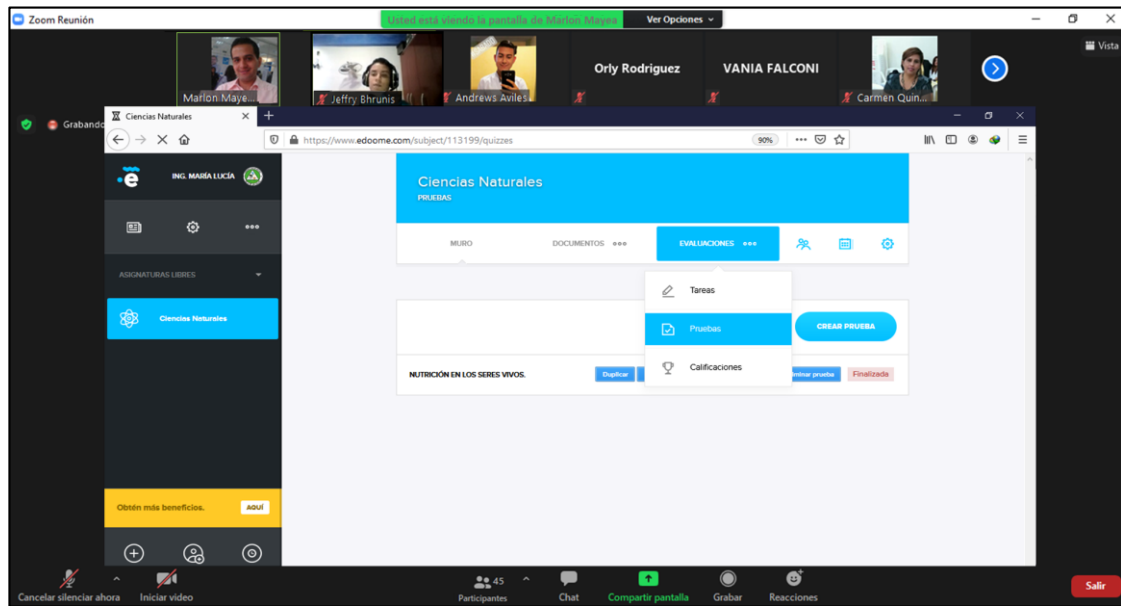 Zoom Reunión
Usted está viendo la pantalla de Marlon Mayea
Ver Opciones
Vista
Marlon Maye...
Jeffry Bhrunis
Andrews Aviles
Orly Rodriguez
VANIA FALCONI
Carmen Quin...
Grabando
Ciencias Naturales
https://www.edoome.com/subject/113199/quizzes
90%
ING. MARÍA LUCÍA
Ciencias Naturales
PRUEBAS
MURO
DOCUMENTOS
EVALUACIONES
ASIGNATURAS LIBRES
Tareas
Ciencias Naturales
Pruebas
CREAR PRUEBA
Calificaciones
NUTRICIÓN EN LOS SERES VIVOS.
Duplicar
prueba
Finalizada
Obtén más beneficios.
AQUÍ
Cancelar silenciar ahora
Iniciar video
45
Participantes
Chat
Compartir pantalla
Grabar
Reacciones
Salir